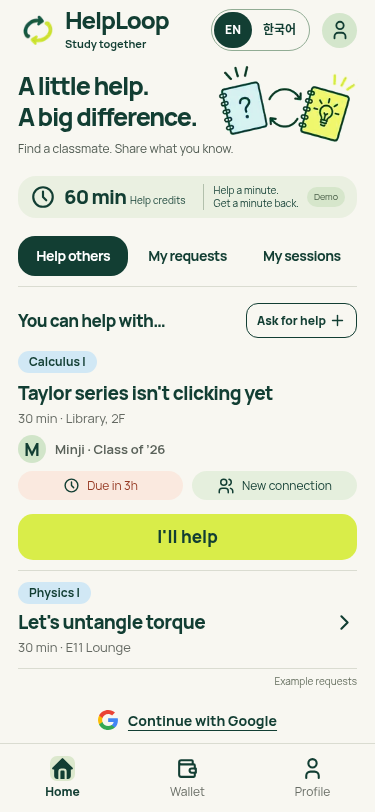 HelpLoop
Study together
EN
한국어
A little help.
A big difference.
?
Find a classmate. Share what you know.
60 min Help credits
Help a minute.
Get a minute back.
Demo
Help others
My requests
My sessions
You can help with...
Ask for help +
Calculus I
Taylor series isn't clicking yet
30 min · Library, 2F
M
Minji · Class of '26
Due in 3h
New connection
I'll help
Physics I
Let's untangle torque
30 min · E11 Lounge
Example requests
G
Continue with Google
Home
Wallet
Profile